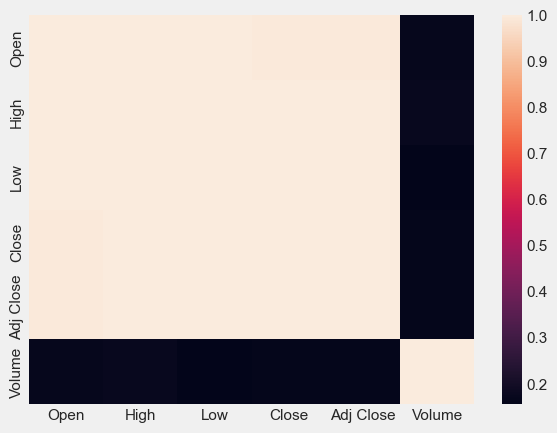 Open
High
Low
Close
Adj Close
Volume
Open High Low Close Adj Close Volume
1.0
0.9
0.8
0.7
0.6
0.5
0.4
0.3
0.2